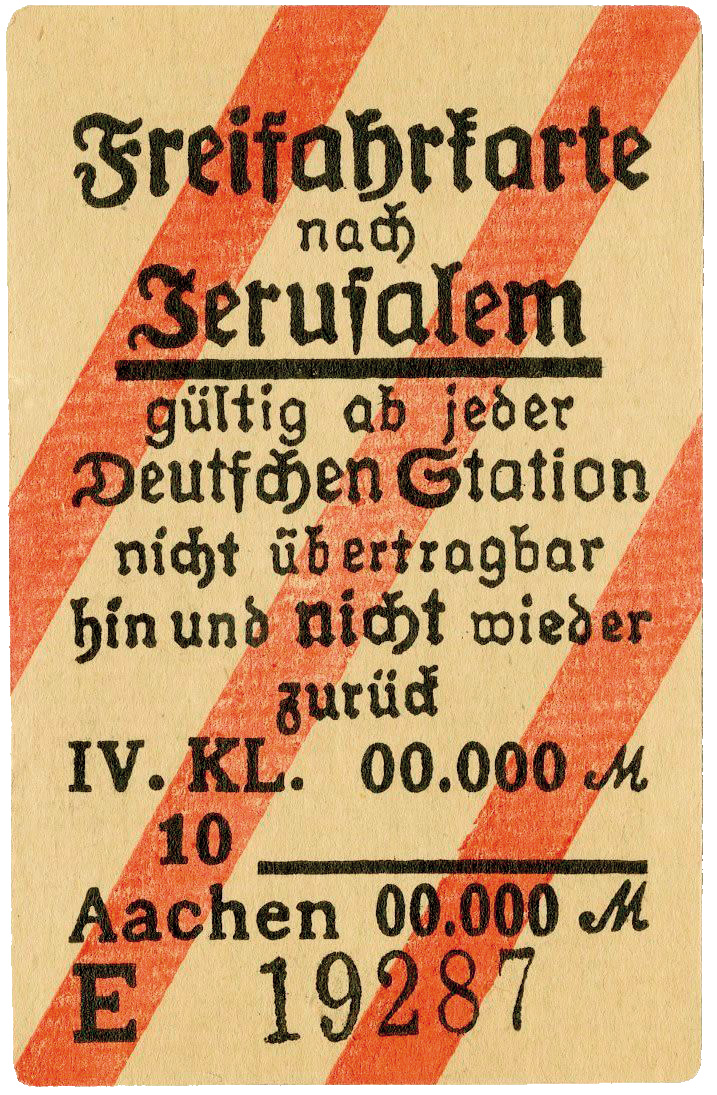 Freifahrkarte
nach
Jerusalem
gültig ab jeder
Deutschen Station
nicht übertragbar
hin und nicht wieder
zurück
IV. KL. 00.000 M
10
Aachen 00.000 M
E 19287